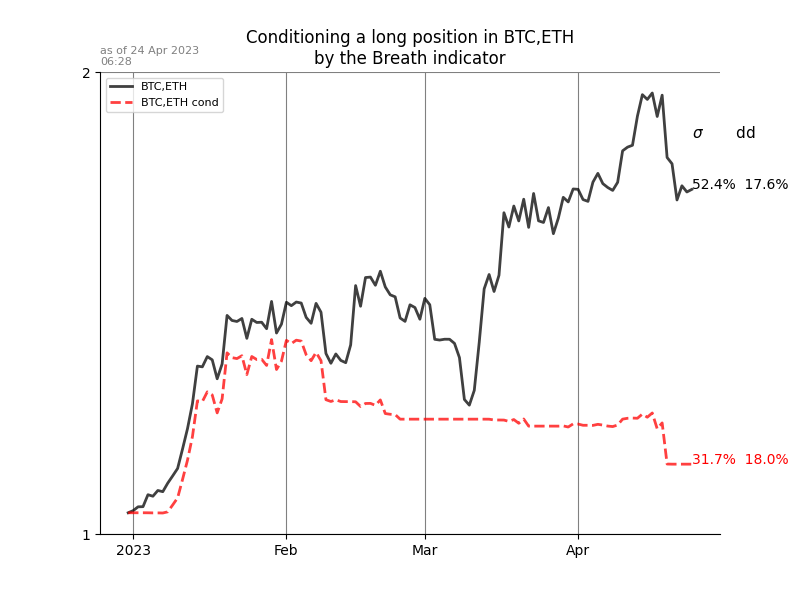 Conditioning a long position in BTC,ETH
by the Breath indicator
as of 24 Apr 2023
06:28
2
BTC,ETH
BTC,ETH cond
σ dd
52.4% 17.6%
31.7% 18.0%
1
2023 Feb Mar Apr